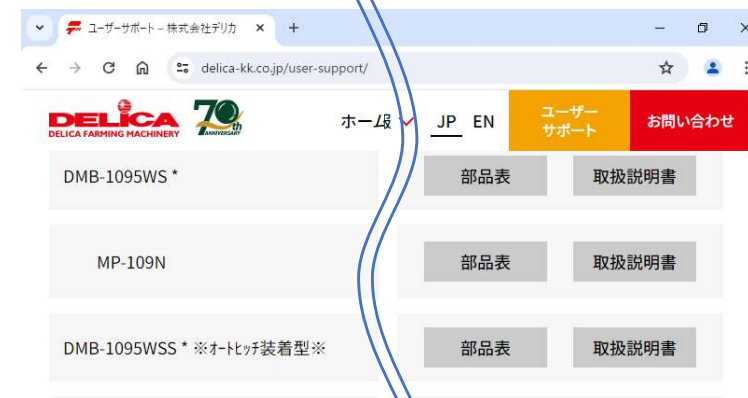 ユーザーサポート – 株式会社デリカ
delica-kk.co.jp/user-support/
DELICA
DELICA FARMING MACHINERY
70th
ANNIVERSARY
ホーム
JP EN
ユーザー
サポート
お問い合わせ
DMB-1095WS * 部品表 取扱説明書
MP-109N 部品表 取扱説明書
DMB-1095WSS * ※オートヒッチ装着型※ 部品表 取扱説明書